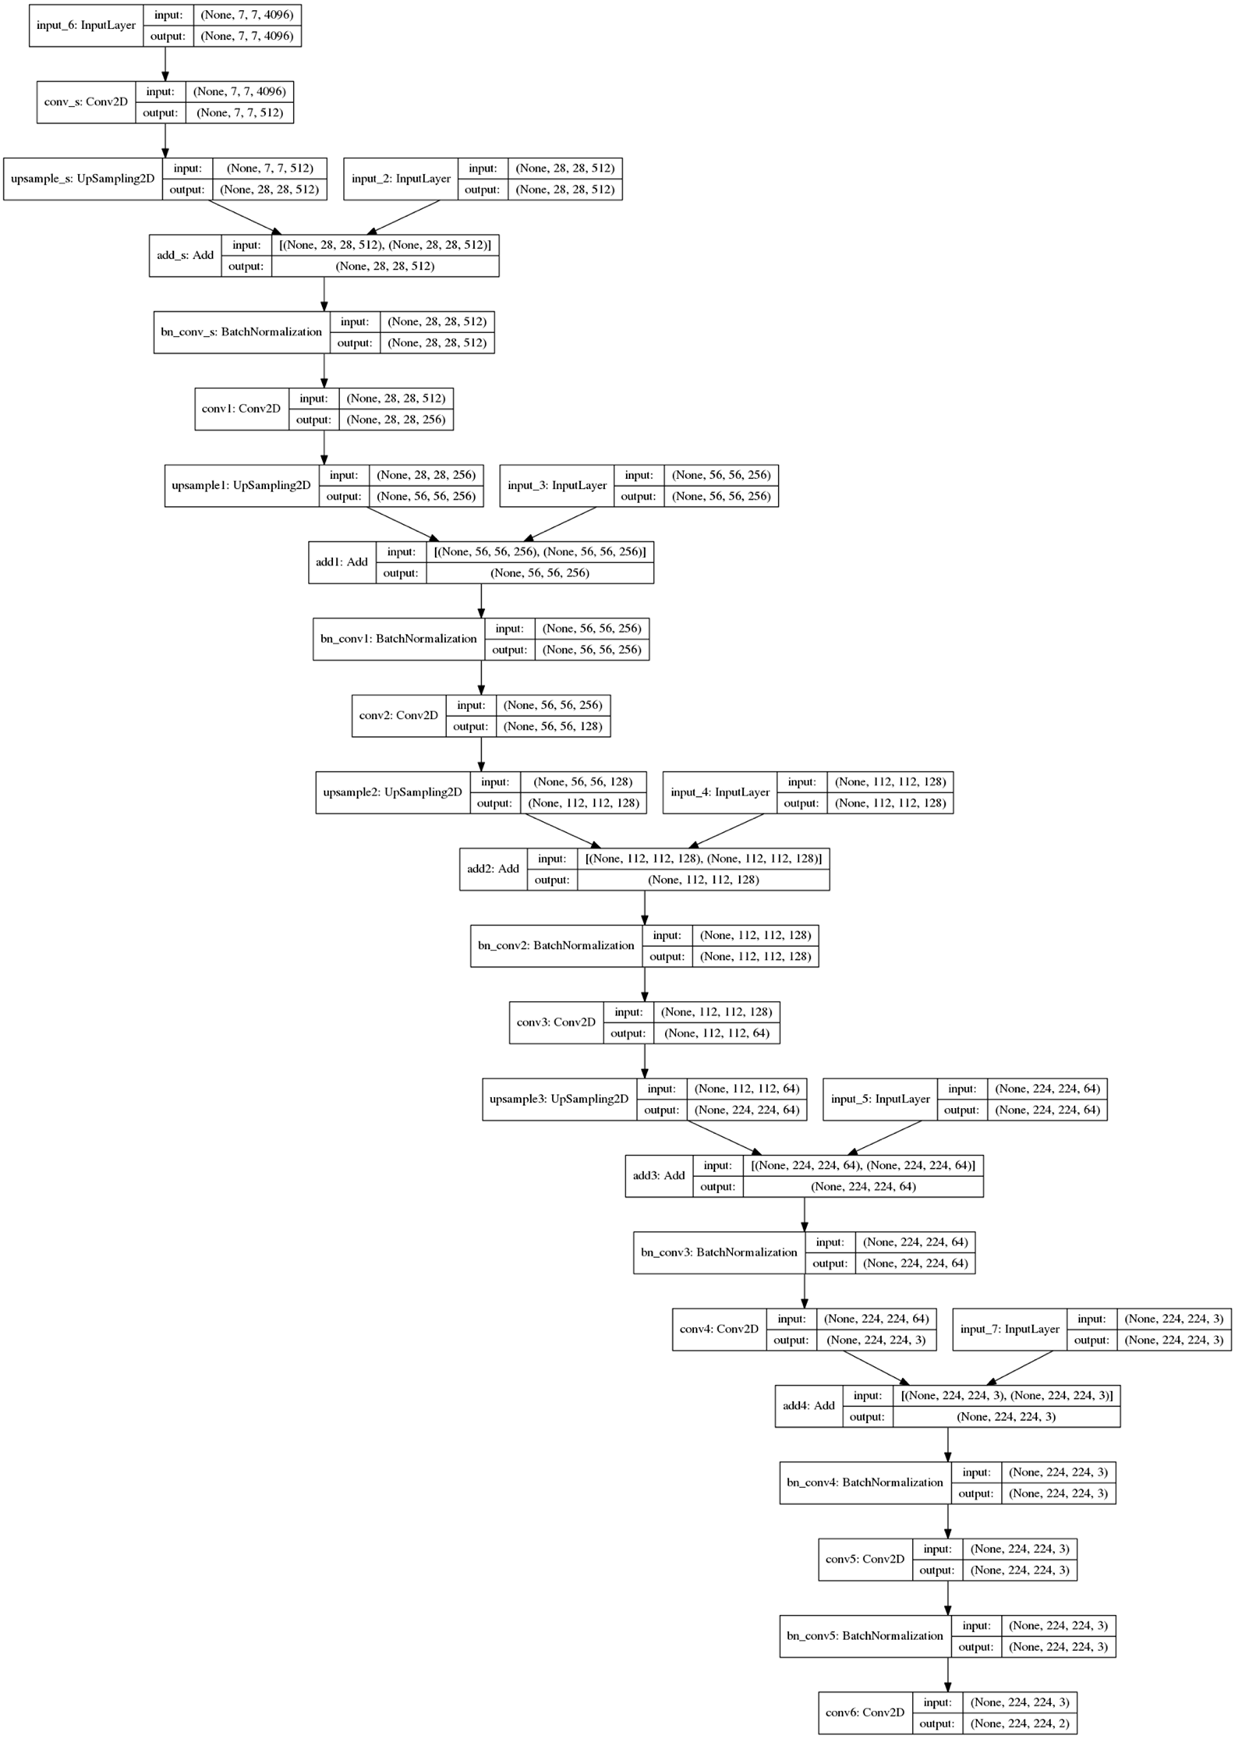 input_6: InputLayer
input: (None, 7, 7, 4096)
output: (None, 7, 7, 4096)
conv_s: Conv2D
input: (None, 7, 7, 4096)
output: (None, 7, 7, 512)
upsample_s: UpSampling2D
input: (None, 7, 7, 512)
output: (None, 28, 28, 512)
input_2: InputLayer
input: (None, 28, 28, 512)
output: (None, 28, 28, 512)
add_s: Add
input: [(None, 28, 28, 512), (None, 28, 28, 512)]
output: (None, 28, 28, 512)
bn_conv_s: BatchNormalization
input: (None, 28, 28, 512)
output: (None, 28, 28, 512)
conv1: Conv2D
input: (None, 28, 28, 512)
output: (None, 28, 28, 256)
upsample1: UpSampling2D
input: (None, 28, 28, 256)
output: (None, 56, 56, 256)
input_3: InputLayer
input: (None, 56, 56, 256)
output: (None, 56, 56, 256)
add1: Add
input: [(None, 56, 56, 256), (None, 56, 56, 256)]
output: (None, 56, 56, 256)
bn_conv1: BatchNormalization
input: (None, 56, 56, 256)
output: (None, 56, 56, 256)
conv2: Conv2D
input: (None, 56, 56, 256)
output: (None, 56, 56, 128)
upsample2: UpSampling2D
input: (None, 56, 56, 128)
output: (None, 112, 112, 128)
input_4: InputLayer
input: (None, 112, 112, 128)
output: (None, 112, 112, 128)
add2: Add
input: [(None, 112, 112, 128), (None, 112, 112, 128)]
output: (None, 112, 112, 128)
bn_conv2: BatchNormalization
input: (None, 112, 112, 128)
output: (None, 112, 112, 128)
conv3: Conv2D
input: (None, 112, 112, 128)
output: (None, 112, 112, 64)
upsample3: UpSampling2D
input: (None, 112, 112, 64)
output: (None, 224, 224, 64)
input_5: InputLayer
input: (None, 224, 224, 64)
output: (None, 224, 224, 64)
add3: Add
input: [(None, 224, 224, 64), (None, 224, 224, 64)]
output: (None, 224, 224, 64)
bn_conv3: BatchNormalization
input: (None, 224, 224, 64)
output: (None, 224, 224, 64)
conv4: Conv2D
input: (None, 224, 224, 64)
output: (None, 224, 224, 3)
input_7: InputLayer
input: (None, 224, 224, 3)
output: (None, 224, 224, 3)
add4: Add
input: [(None, 224, 224, 3), (None, 224, 224, 3)]
output: (None, 224, 224, 3)
bn_conv4: BatchNormalization
input: (None, 224, 224, 3)
output: (None, 224, 224, 3)
conv5: Conv2D
input: (None, 224, 224, 3)
output: (None, 224, 224, 3)
bn_conv5: BatchNormalization
input: (None, 224, 224, 3)
output: (None, 224, 224, 3)
conv6: Conv2D
input: (None, 224, 224, 3)
output: (None, 224, 224, 2)